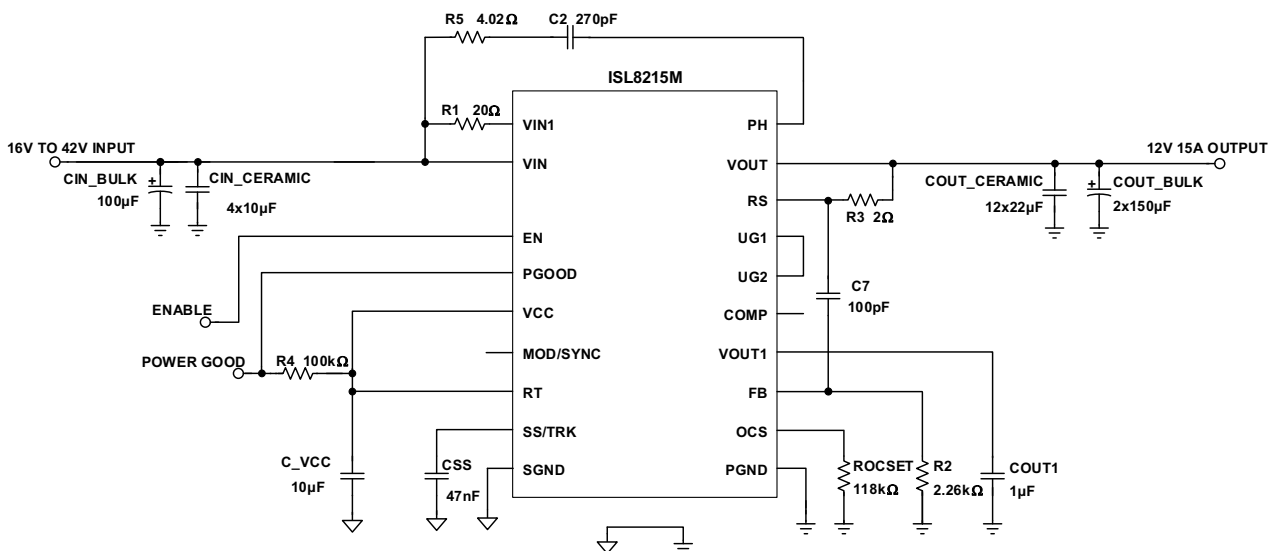 R5 4.02Ω
C2 270pF
ISL8215M
R1 20Ω
VIN1
PH
16V TO 42V INPUT
VIN
VOUT
12V 15A OUTPUT
CIN_BULK
+
100µF
CIN_CERAMIC
4x10µF
RS
R3 2Ω
COUT_CERAMIC
12x22µF
+
COUT_BULK
2x150µF
EN
UG1
PGOOD
UG2
C7
100pF
ENABLE
VCC
COMP
POWER GOOD
R4 100kΩ
MOD/SYNC
VOUT1
RT
FB
SS/TRK
OCS
C_VCC
10µF
CSS
47nF
SGND
PGND
ROCSET
118kΩ
R2
2.26kΩ
COUT1
1µF